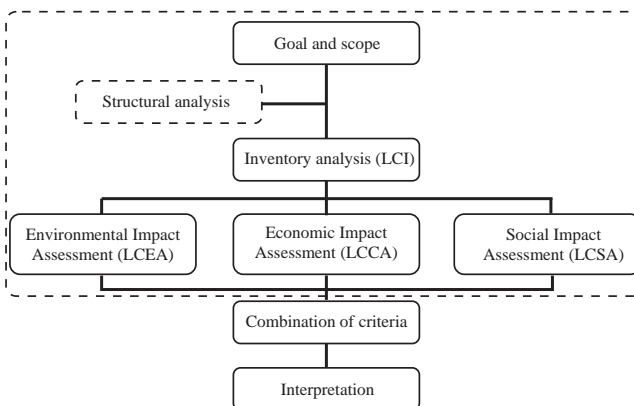 Goal and scope
Structural analysis
Inventory analysis (LCI)
Environmental Impact
Assessment (LCEA)
Economic Impact
Assessment (LCCA)
Social Impact
Assessment (LCSA)
Combination of criteria
Interpretation